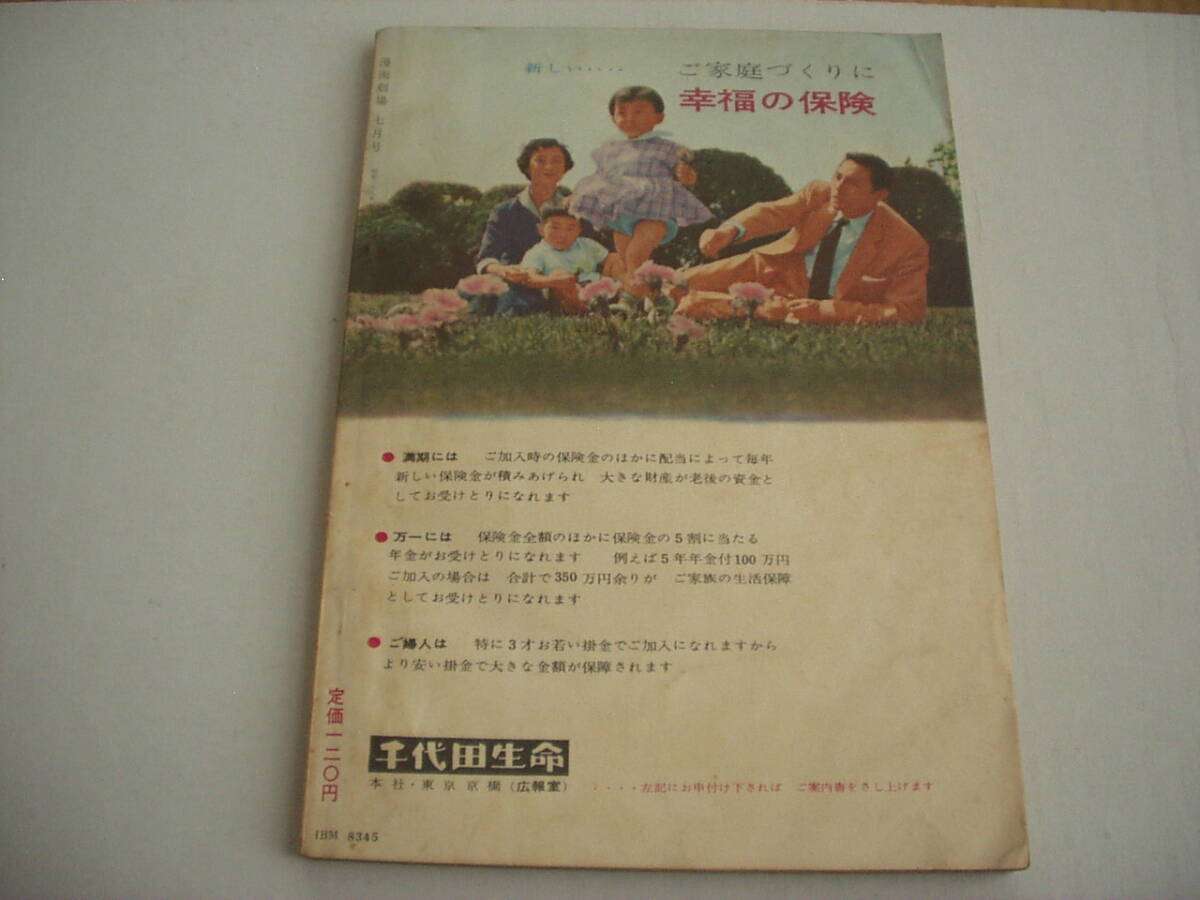 漫画劇場 七月号
新しい‥‥ ご家庭づくりに
幸福の保険
● 満期には ご加入時の保険金のほかに配当によって毎年
新しい保険金が積みあげられ 大きな財産が老後の資金と
してお受けとりになれます
● 万一には 保険金全額のほかに保険金の5割に当たる
年金がお受けとりになれます 例えば5年年金付100万円
ご加入の場合は 合計で350万円余りが ご家族の生活保障
としてお受けとりになれます
● ご婦人は 特に3才お若い掛金でご加入になれますから
より安い掛金で大きな金額が保障されます
定価一二〇円
千代田生命
本社・東京京橋（広報室） ‥‥左記にお申付け下されば ご案内書をさし上げます
IBM 8345